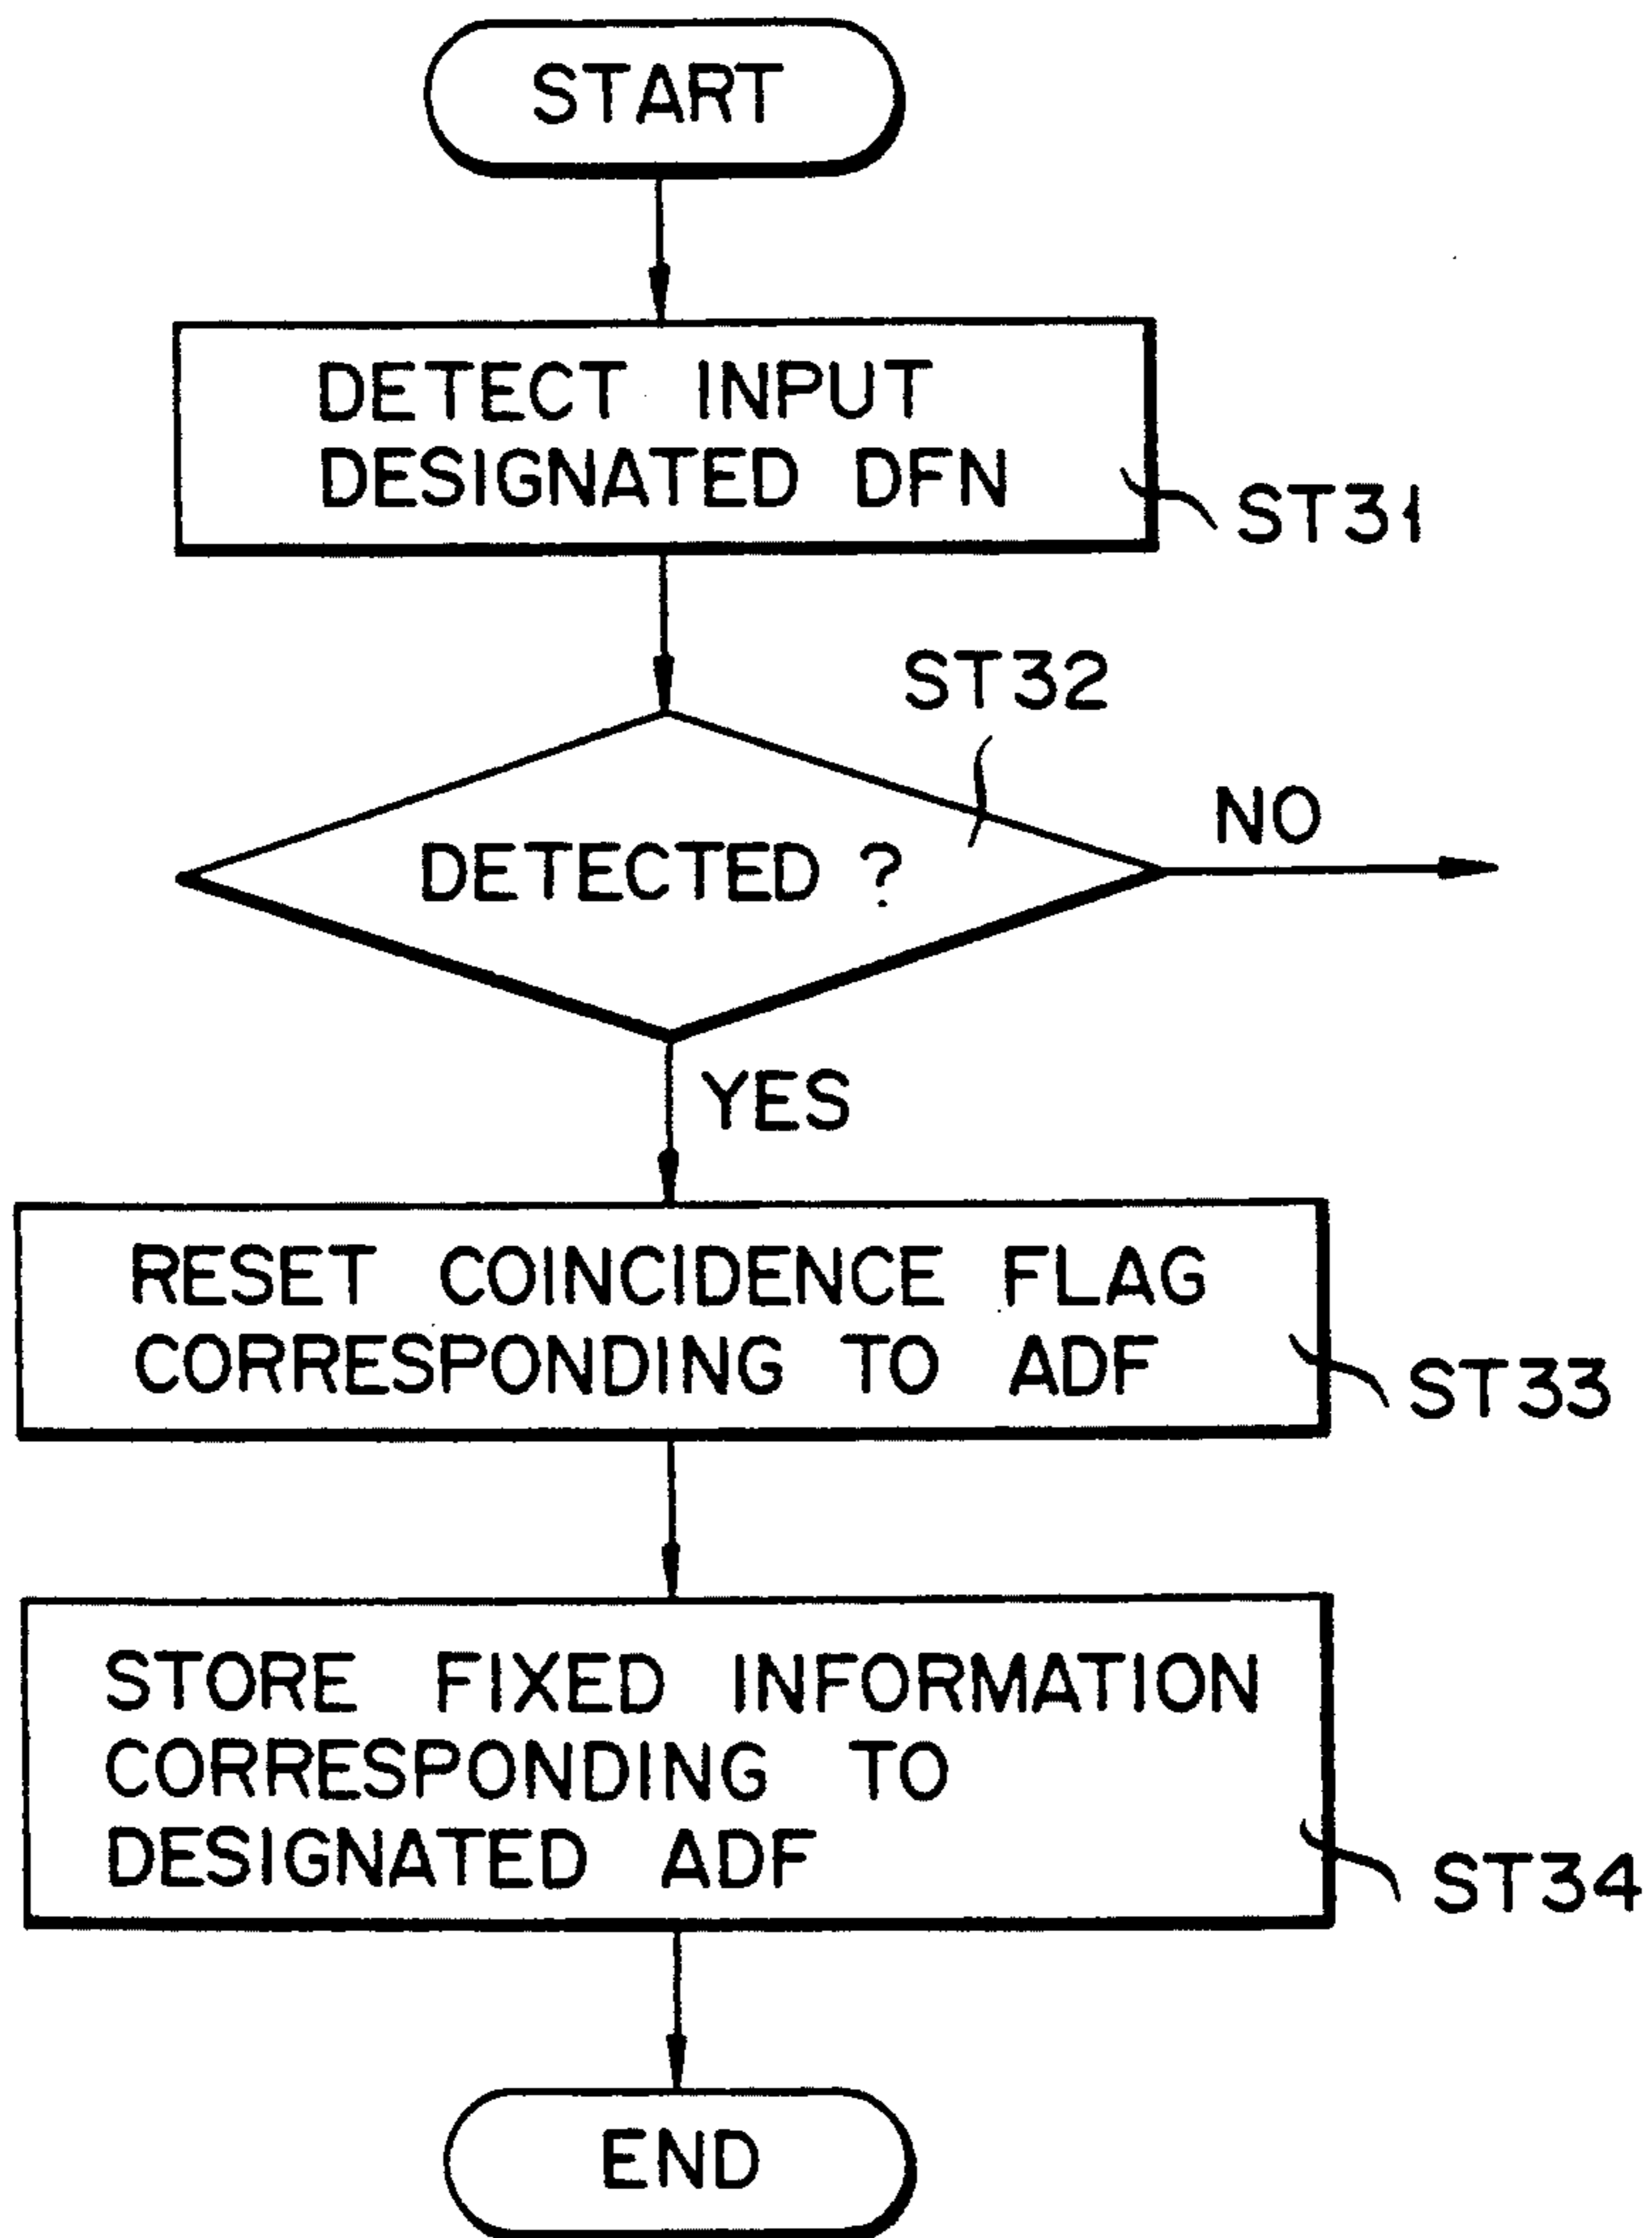 START
DETECT INPUT
DESIGNATED DFN
ST31
ST32
DETECTED ?
NO
YES
RESET COINCIDENCE FLAG
CORRESPONDING TO ADF
ST33
STORE FIXED INFORMATION
CORRESPONDING TO
DESIGNATED ADF
ST34
END